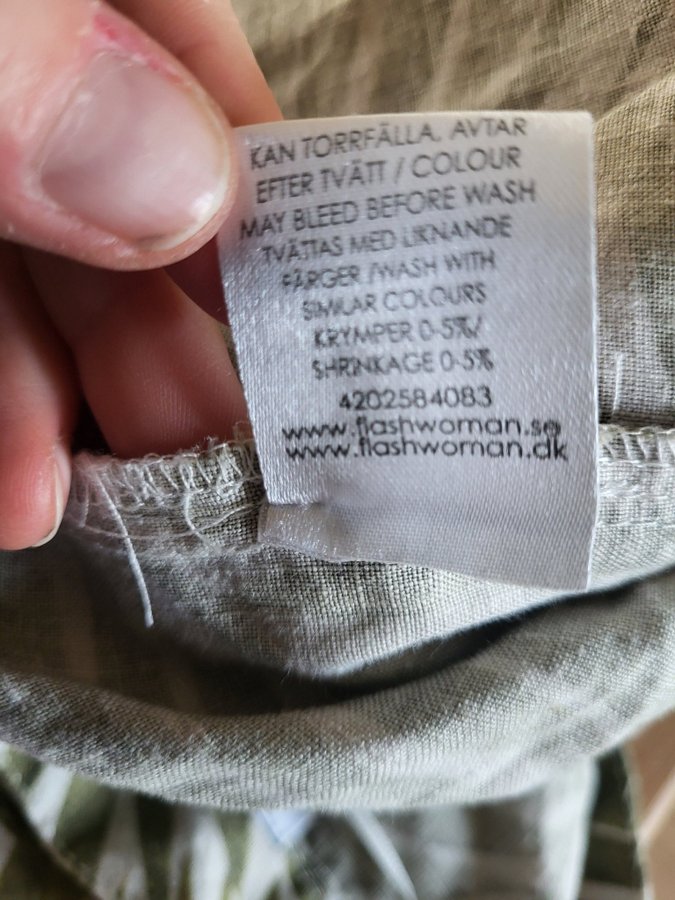 KAN TORRFÄLLA. AVTAR
EFTER TVÄTT / COLOUR
MAY BLEED BEFORE WASH
TVÄTTAS MED LIKNANDE
FÄRGER /WASH WITH
SIMILAR COLOURS
KRYMPER 0-5%/
SHRINKAGE 0-5%
4202584083
www.flashwoman.se
www.flashwoman.dk